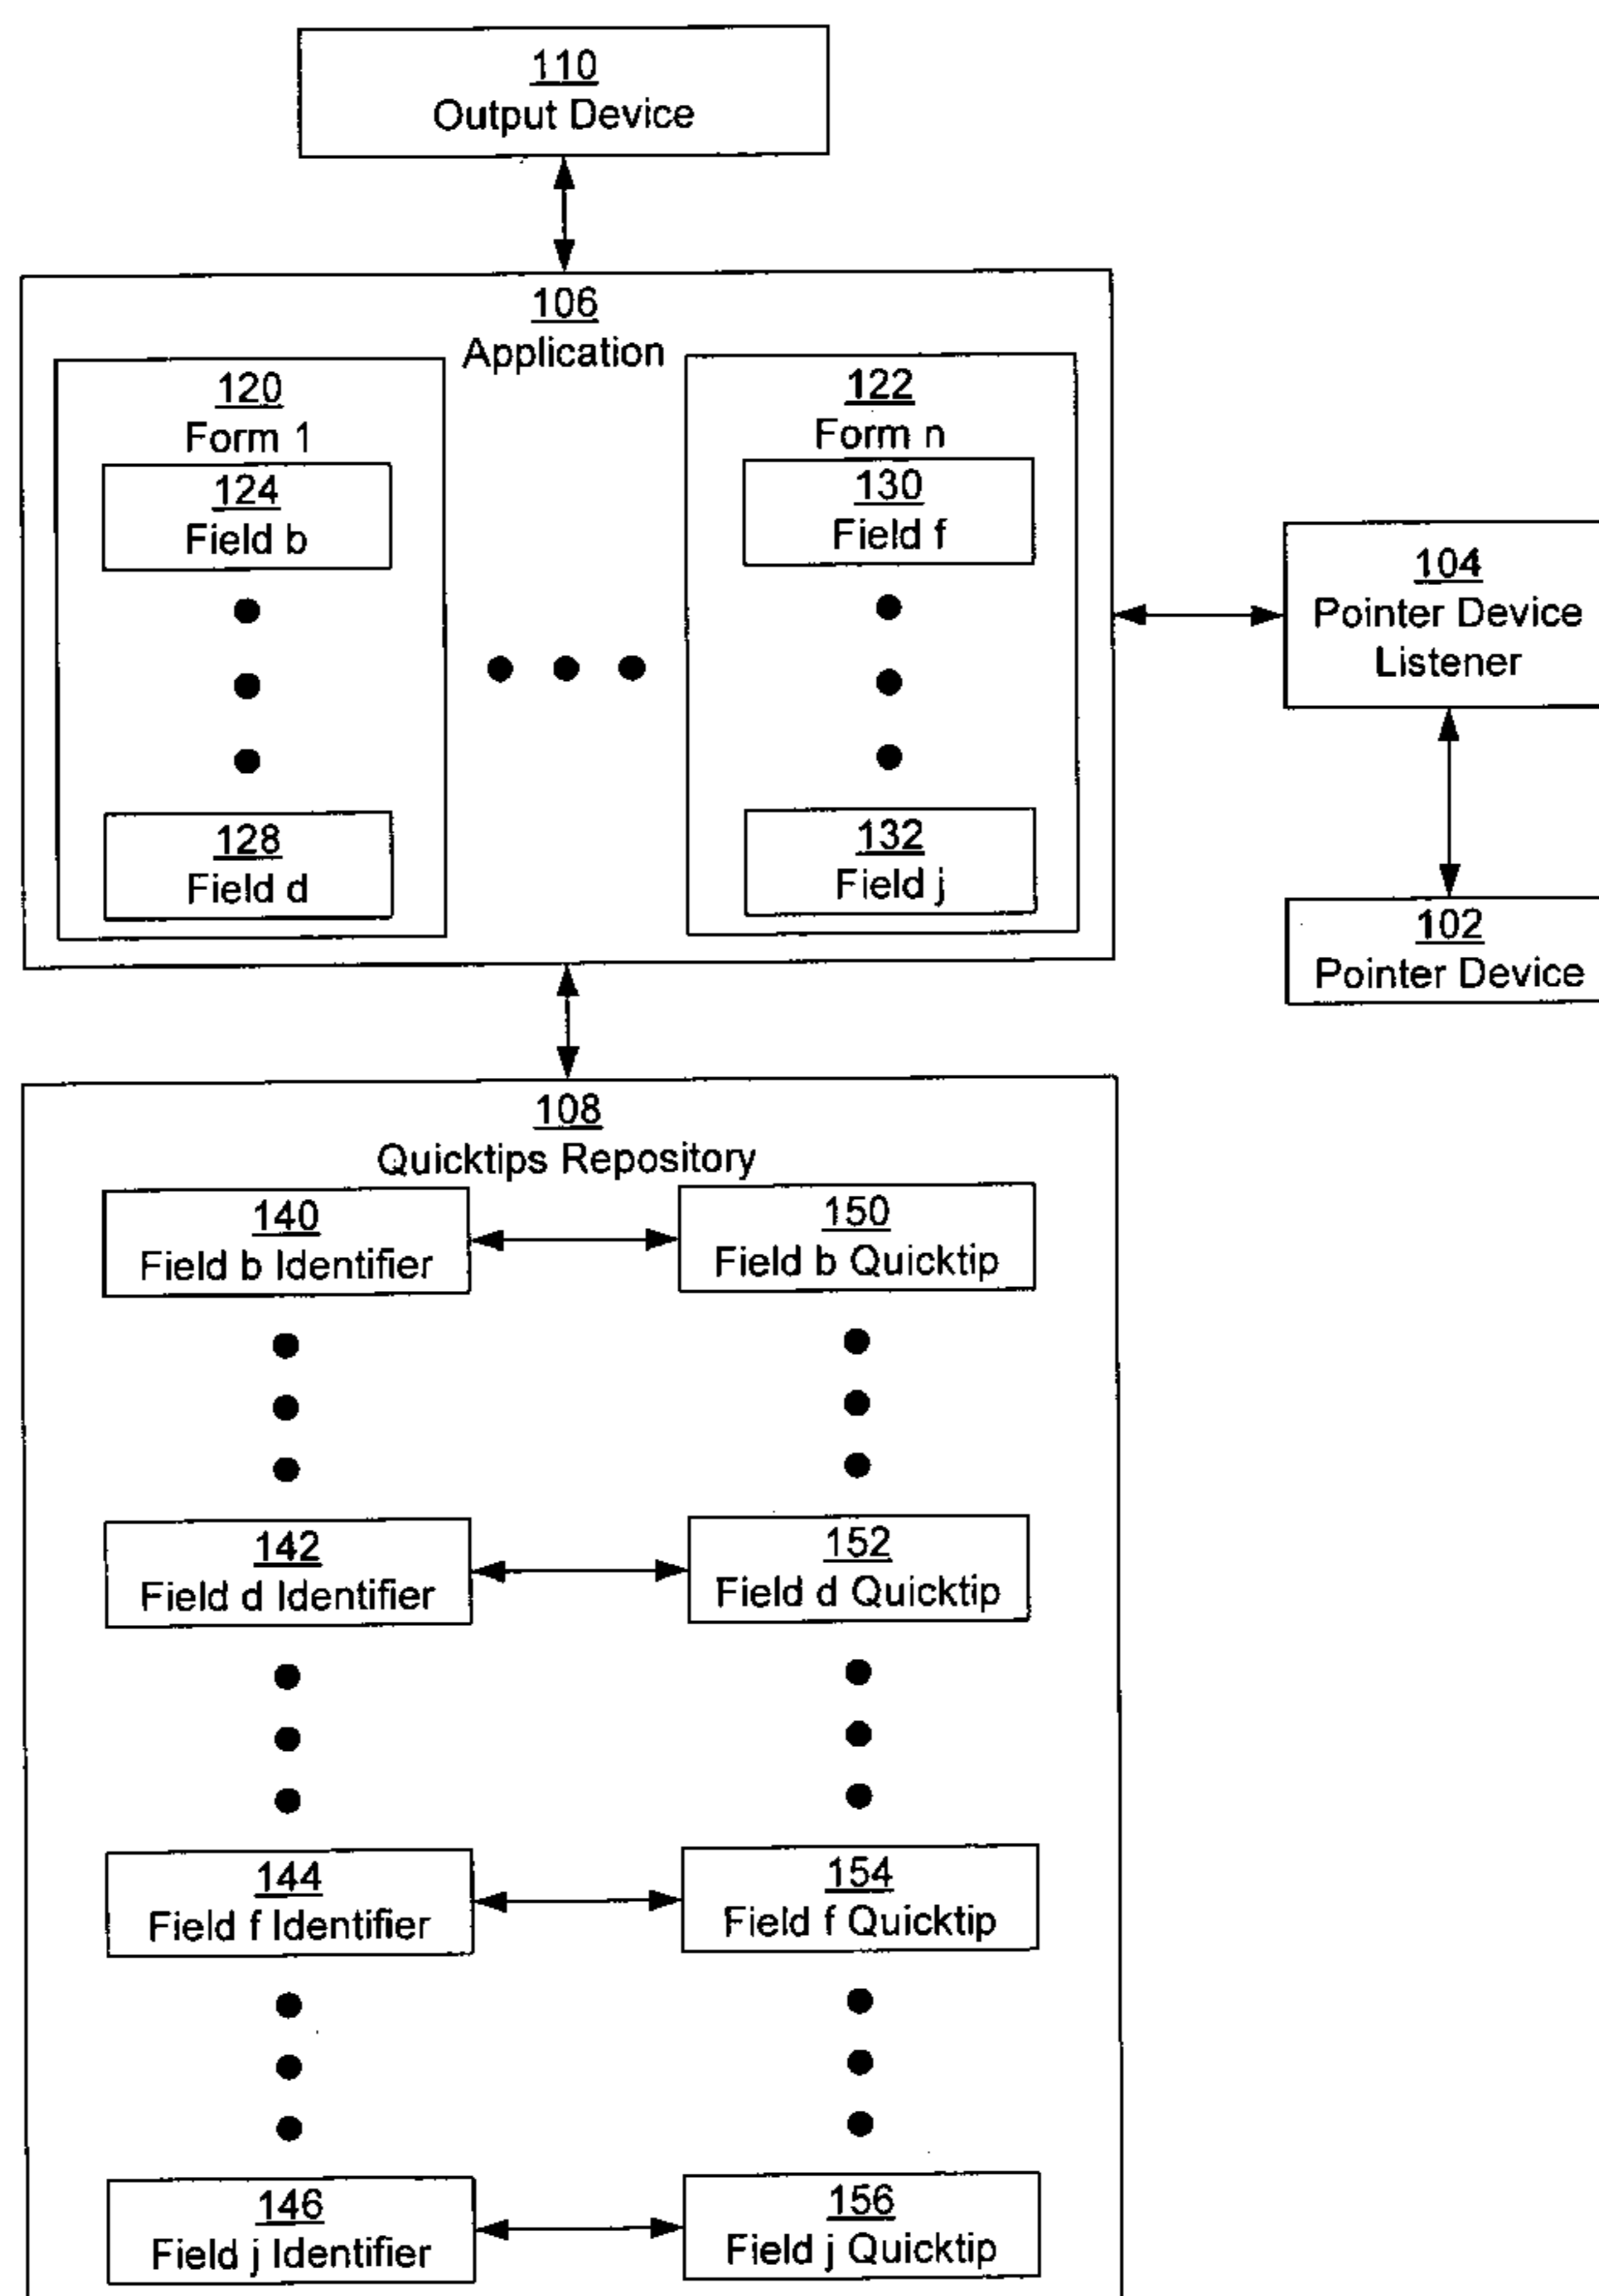 110
Output Device
106
Application
120
Form 1
124
Field b
128
Field d
122
Form n
130
Field f
132
Field j
104
Pointer Device
Listener
102
Pointer Device
108
Quicktips Repository
140
Field b Identifier
150
Field b Quicktip
142
Field d Identifier
152
Field d Quicktip
144
Field f Identifier
154
Field f Quicktip
146
Field j Identifier
156
Field j Quicktip